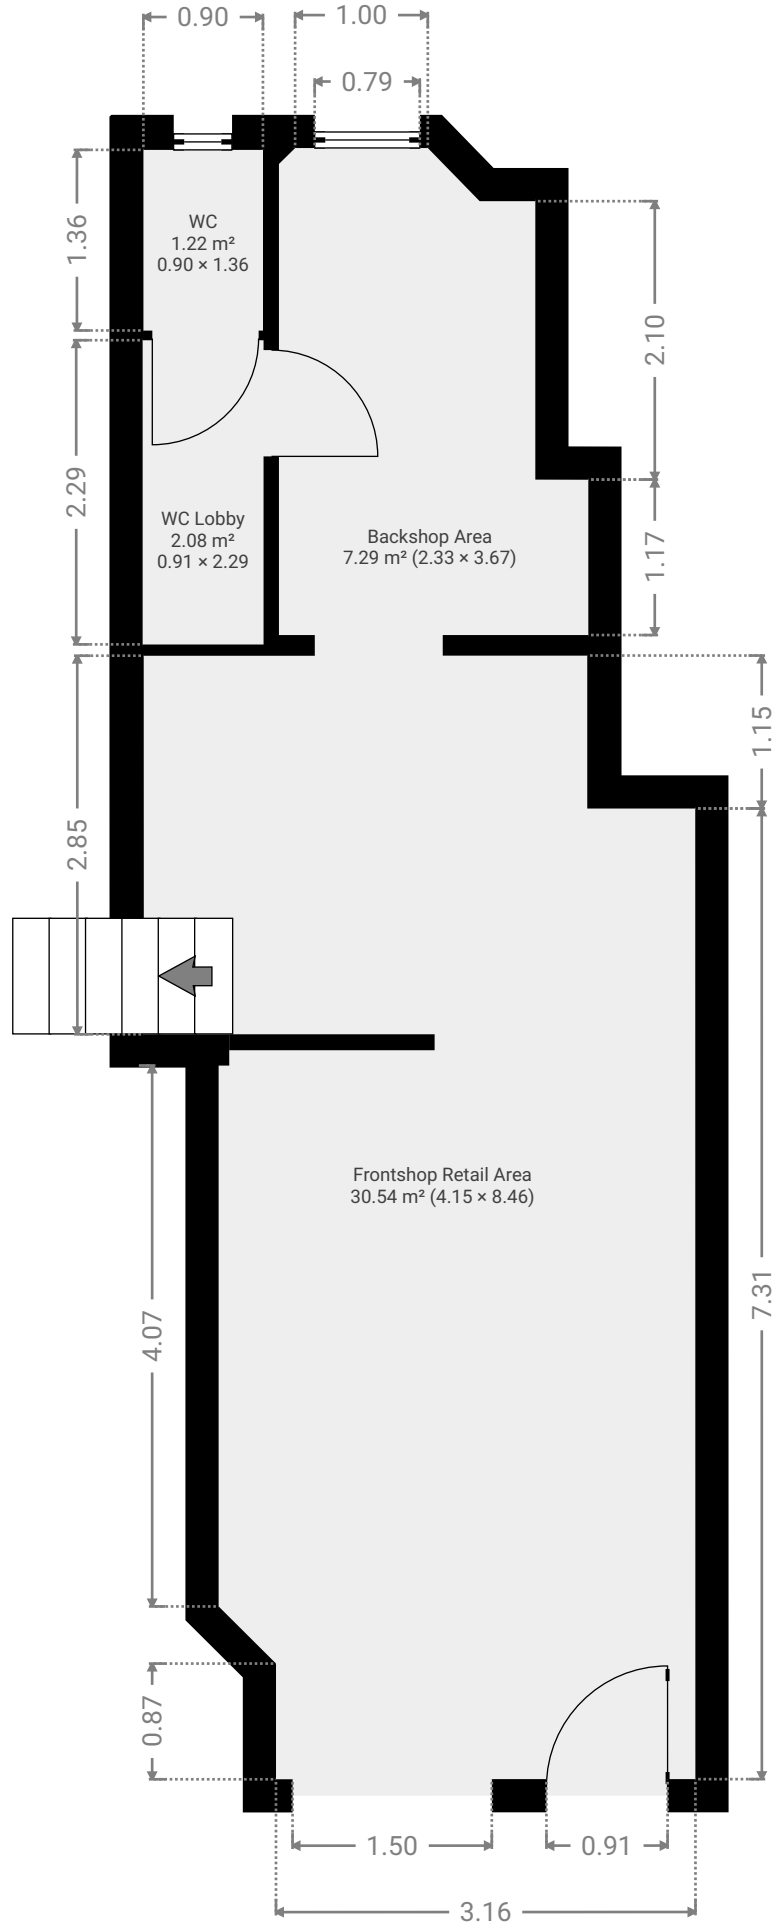 0.90
1.00
0.79
1.36
WC
1.22 m²
0.90 × 1.36
2.10
2.29
WC Lobby
2.08 m²
0.91 × 2.29
Backshop Area
7.29 m² (2.33 × 3.67)
1.17
1.15
2.85
Frontshop Retail Area
30.54 m² (4.15 × 8.46)
7.31
4.07
0.87
1.50
0.91
3.16